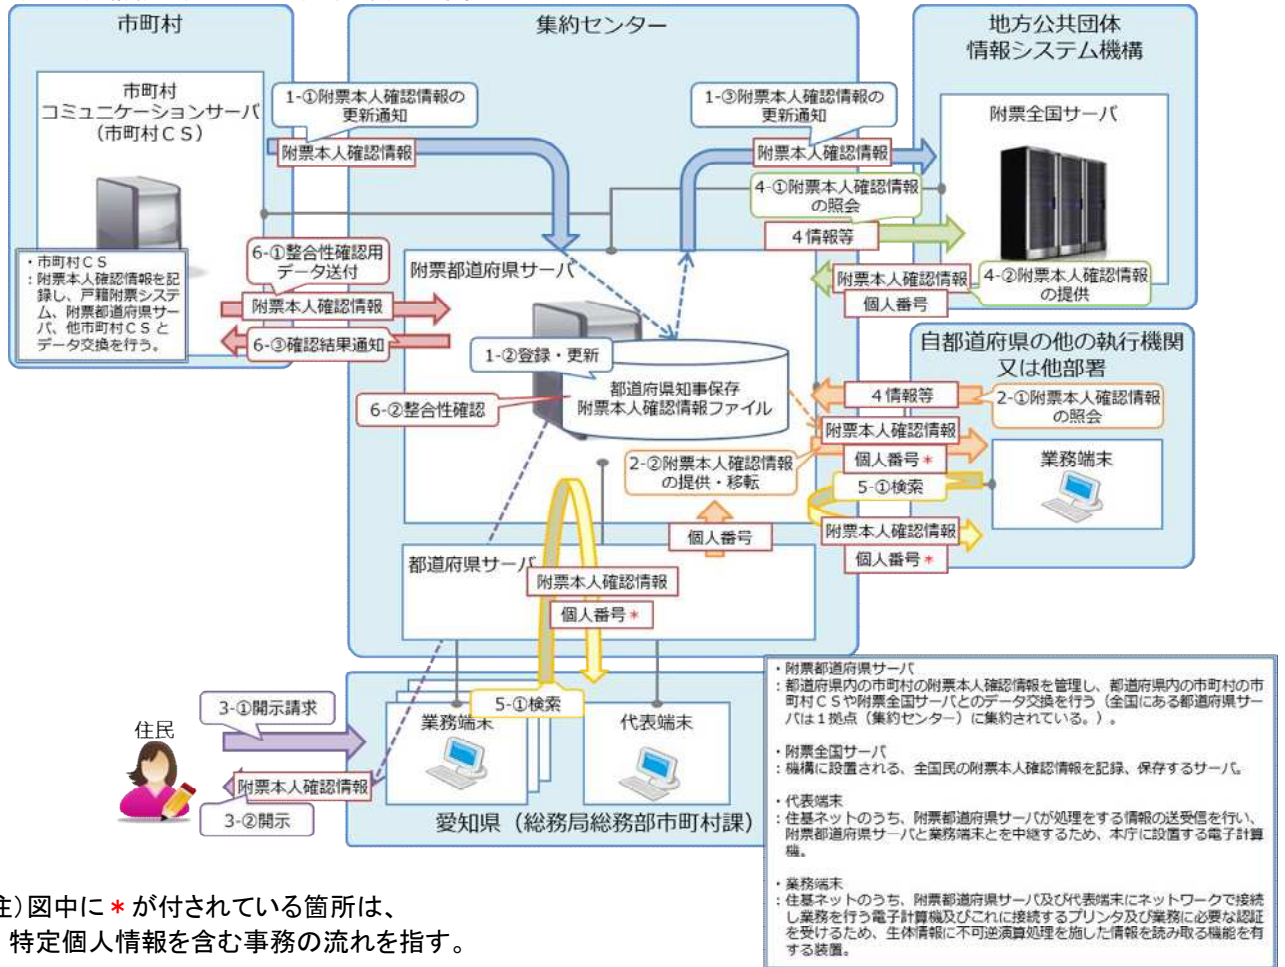 市町村
集約センター
地方公共団体
情報システム機構
市町村
コミュニケーションサーバ
(市町村CS)
1-①附票本人確認情報の
更新通知
附票本人確認情報
1-③附票本人確認情報の
更新通知
附票本人確認情報
附票全国サーバ
4-①附票本人確認情報
の照会
4情報等
附票本人確認情報
個人番号
4-②附票本人確認情報
の提供
・市町村CS
:附票本人確認情報を記
録し、戸籍附票システ
ム、附票都道府県サー
バ、他市町村CSと
データ交換を行う。
6-①整合性確認用
データ送付
附票本人確認情報
6-③確認結果通知
附票都道府県サーバ
1-②登録・更新
都道府県知事保存
附票本人確認情報ファイル
6-②整合性確認
自都道府県の他の執行機関
又は他部署
4情報等
2-①附票本人確認情報
の照会
附票本人確認情報
個人番号*
2-②附票本人確認情報
の提供・移転
業務端末
5-①検索
附票本人確認情報
個人番号*
個人番号
都道府県サーバ
附票本人確認情報
個人番号*
5-①検索
業務端末
代表端末
愛知県(総務局総務部市町村課)
住民
3-①開示請求
附票本人確認情報
3-②開示
・附票都道府県サーバ
:都道府県内の市町村の附票本人確認情報を管理し、都道府県内の市町村の市
町村CSや附票全国サーバとのデータ交換を行う(全国にある都道府県サー
バは1拠点(集約センター)に集約されている。)。
・附票全国サーバ
:機構に設置される、全国民の附票本人確認情報を記録、保存するサーバ。
・代表端末
:住基ネットのうち、附票都道府県サーバが処理をする情報の送受信を行い、
附票都道府県サーバと業務端末とを中継するため、本庁に設置する電子計算
機。
・業務端末
:住基ネットのうち、附票都道府県サーバ及び代表端末にネットワークで接続
し業務を行う電子計算機及びこれに接続するプリンタ及び業務に必要な認証
を受けるため、生体情報に不可逆演算処理を施した情報を読み取る機能を有
する装置。
注)図中に*が付されている箇所は、
特定個人情報を含む事務の流れを指す。